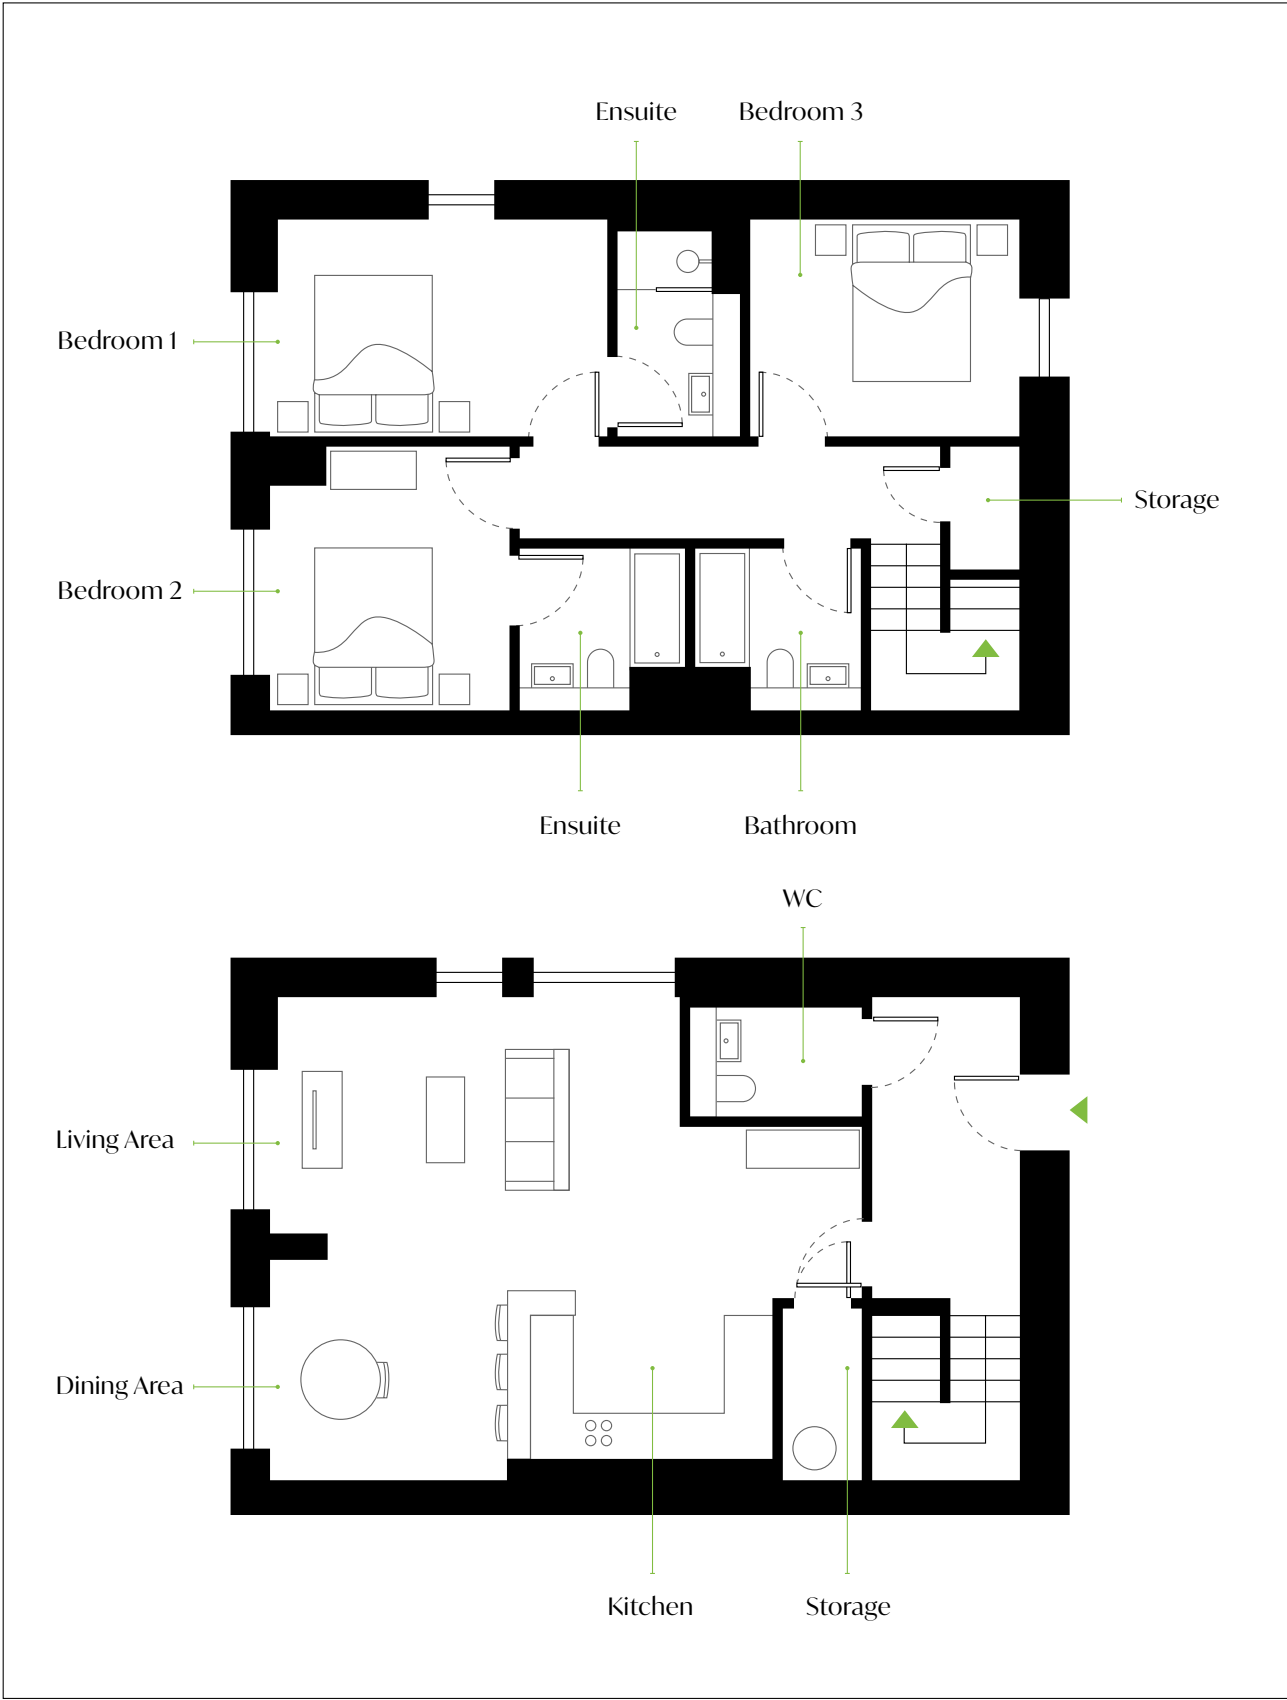 Ensuite
Bedroom 3
Bedroom 1
Storage
Bedroom 2
Ensuite
Bathroom
WC
Living Area
Dining Area
Kitchen
Storage